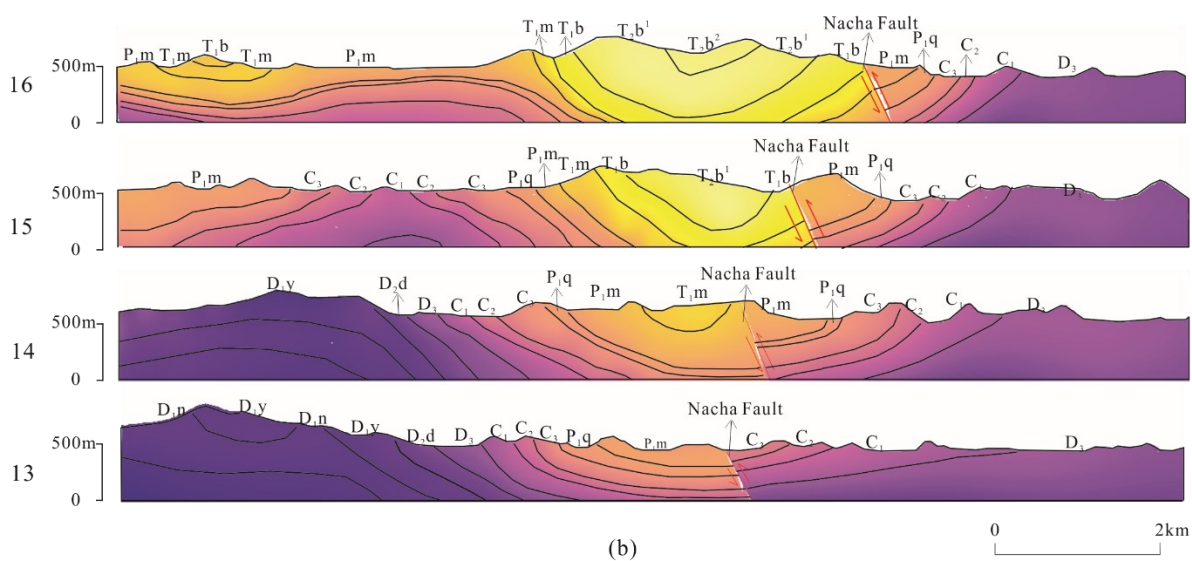 Nacha Fault
P₁m T₁m T₁b T₁m P₁m T₁m T₁b T₂b¹ T₂b² T₂b¹ T₁b P₁m P₁q C₃ C₂ C₁ D₃
500m
16
0
Nacha Fault
P₁m C₃ C₂ C₁ C₂ C₃ P₁q P₁m T₁m T₁b T₂b¹ T₁b P₁m P₁q C₃ C₂ C₁
500m
15
0
Nacha Fault
D₁y D₂d D₃ C₁ C₂ C₃ P₁q P₁m T₁m P₁m P₁q C₃ C₂ C₁ D₃
500m
14
0
Nacha Fault
D₁n D₁y D₁n D₁y D₂d D₃ C₁ C₂ C₃ P₁q P₁m C₃ C₂ C₁ D₃
500m
13
0
0 2km
(b)